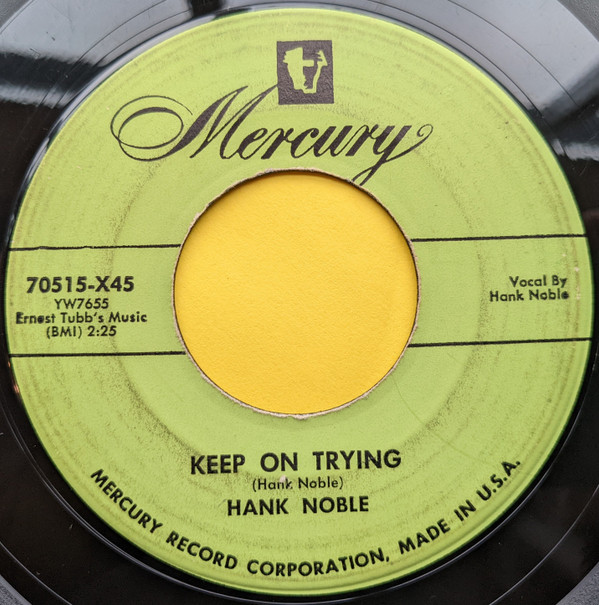 Mercury
70515-X45
YW7655
Ernest Tubb's Music
(BMI) 2:25
Vocal By
Hank Noble
KEEP ON TRYING
(Hank Noble)
HANK NOBLE
MERCURY RECORD CORPORATION, MADE IN U.S.A.